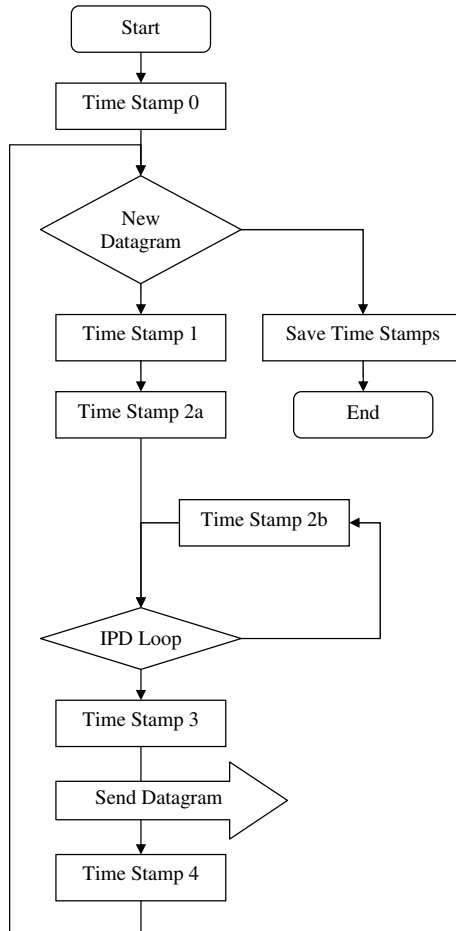 Start
Time Stamp 0
New
Datagram
Time Stamp 1
Save Time Stamps
Time Stamp 2a
End
Time Stamp 2b
IPD Loop
Time Stamp 3
Send Datagram
Time Stamp 4